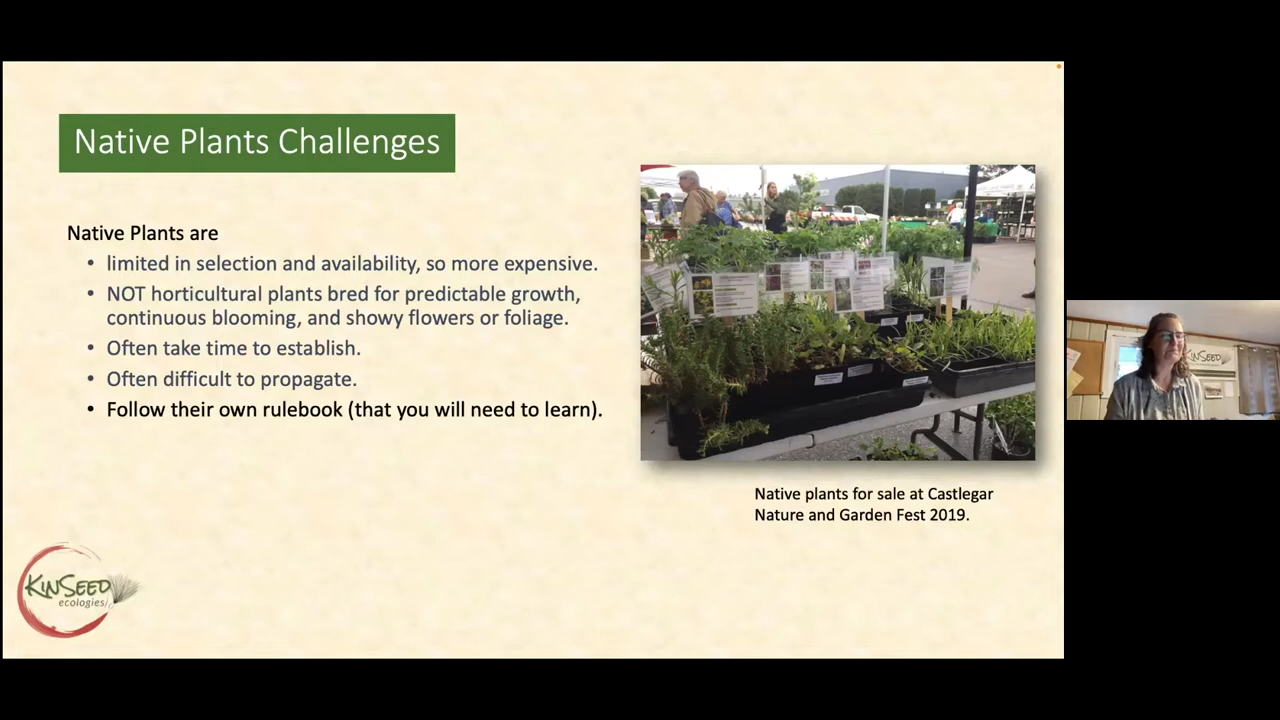 Native Plants Challenges
Native Plants are
• limited in selection and availability, so more expensive.
• NOT horticultural plants bred for predictable growth,
continuous blooming, and showy flowers or foliage.
• Often take time to establish.
• Often difficult to propagate.
• Follow their own rulebook (that you will need to learn).
Native plants for sale at Castlegar
Nature and Garden Fest 2019.
KINSEED
ecologies
KINSEED